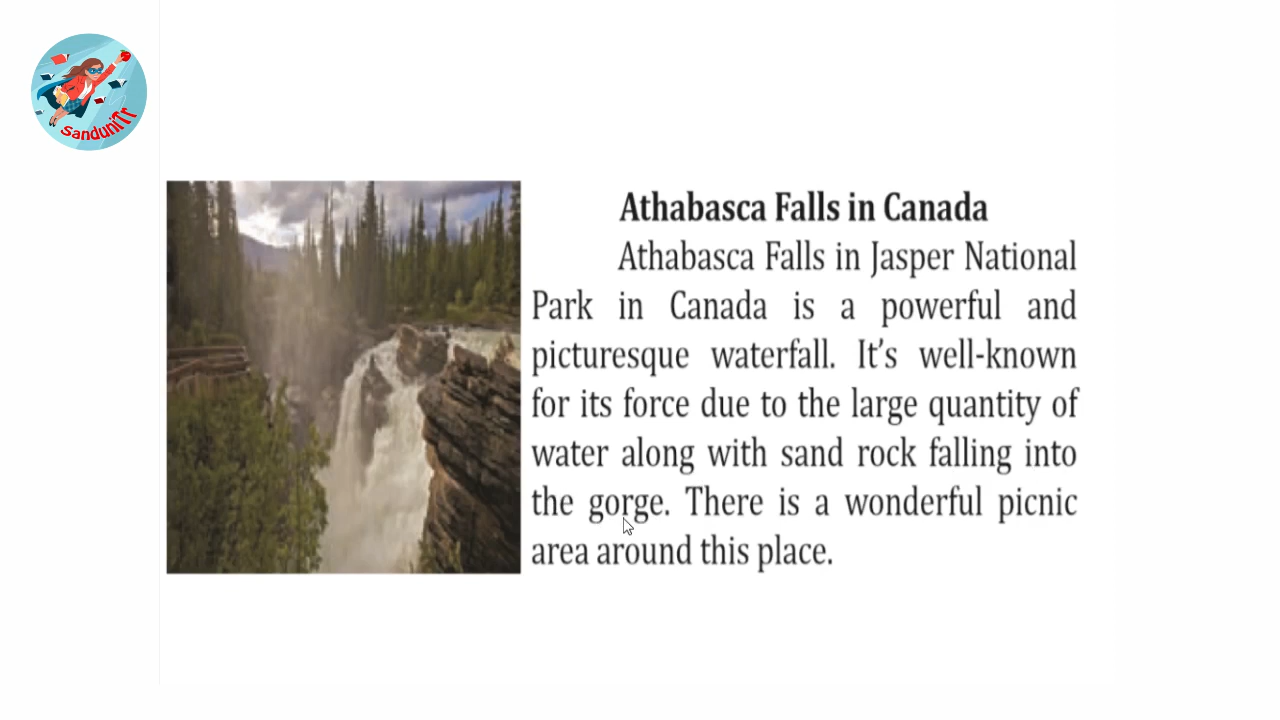 SanduniTr
Athabasca Falls in Canada
Athabasca Falls in Jasper National
Park in Canada is a powerful and
picturesque waterfall. It's well-known
for its force due to the large quantity of
water along with sand rock falling into
the gorge. There is a wonderful picnic
area around this place.